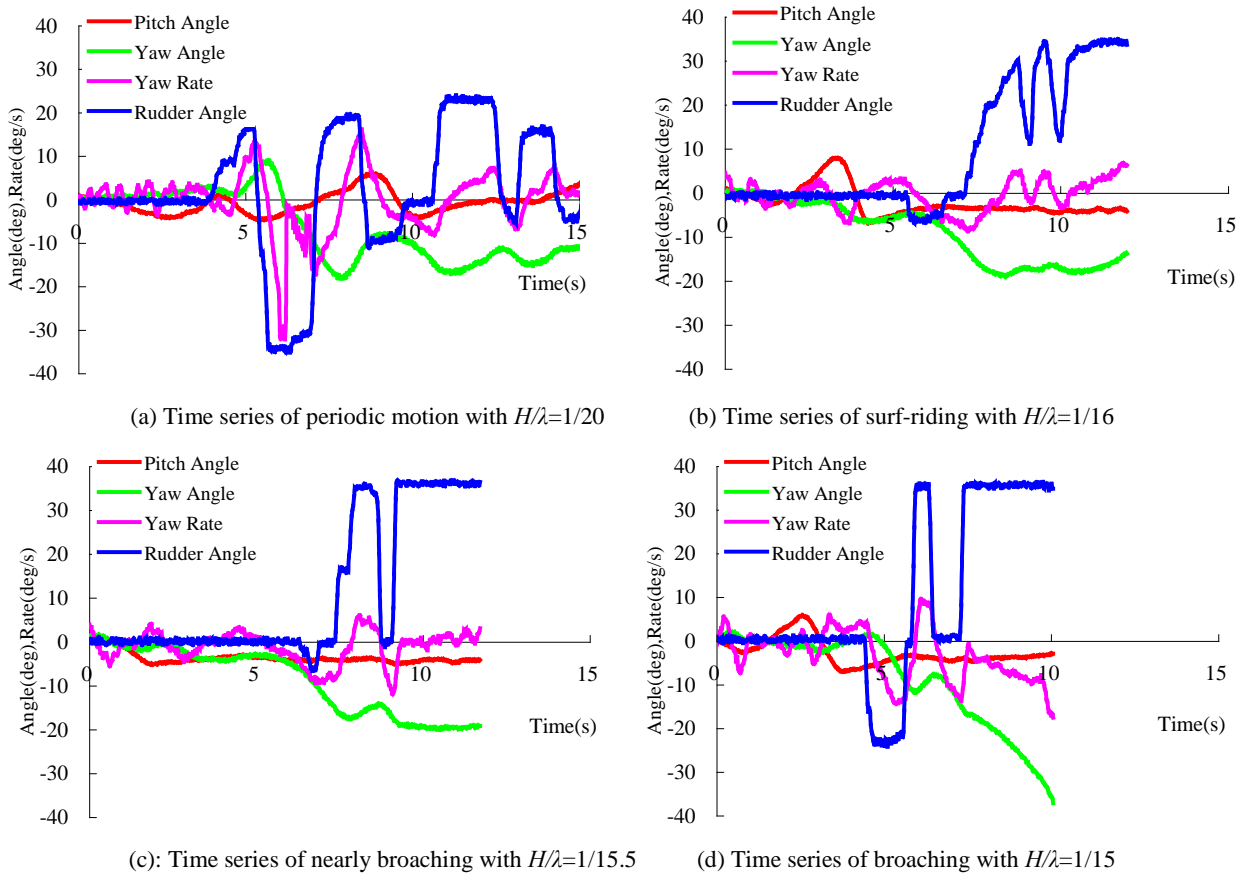 40
30
20
10
0
-10
-20
-30
-40
Angle(deg),Rate(deg/s)
Pitch Angle
Yaw Angle
Yaw Rate
Rudder Angle
5
10
15
Time(s)
(a) Time series of periodic motion with H/λ=1/20
40
30
20
10
0
-10
-20
-30
-40
Angle(deg),Rate(deg/s)
Pitch Angle
Yaw Angle
Yaw Rate
Rudder Angle
0
5
10
15
Time(s)
(b) Time series of surf-riding with H/λ=1/16
40
30
20
10
0
-10
-20
-30
-40
Angle(deg),Rate(deg/s)
Pitch Angle
Yaw Angle
Yaw Rate
Rudder Angle
0
5
10
15
Time(s)
(c): Time series of nearly broaching with H/λ=1/15.5
40
30
20
10
0
-10
-20
-30
-40
Angle(deg),Rate(deg/s)
Pitch Angle
Yaw Angle
Yaw Rate
Rudder Angle
0
5
10
15
Time(s)
(d) Time series of broaching with H/λ=1/15